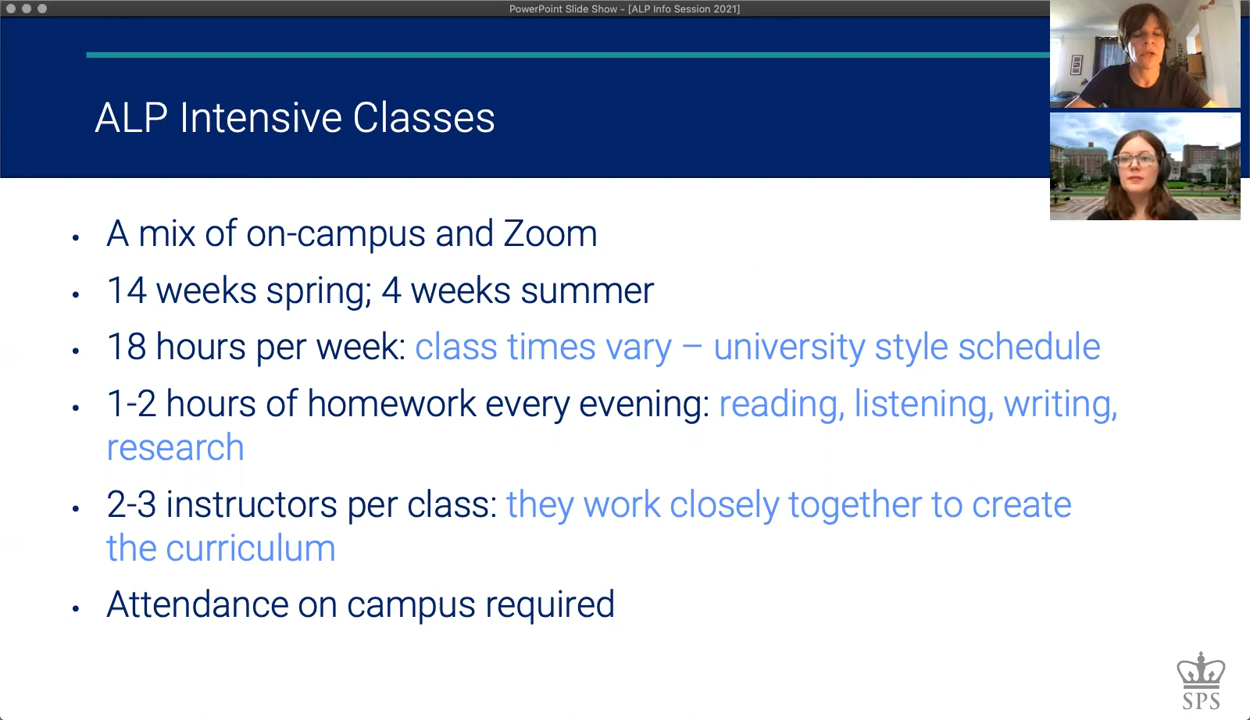 PowerPoint Slide Show - [ALP Info Session 2021]
ALP Intensive Classes
• A mix of on-campus and Zoom
• 14 weeks spring; 4 weeks summer
• 18 hours per week: class times vary – university style schedule
• 1-2 hours of homework every evening: reading, listening, writing,
research
• 2-3 instructors per class: they work closely together to create
the curriculum
• Attendance on campus required
SPS